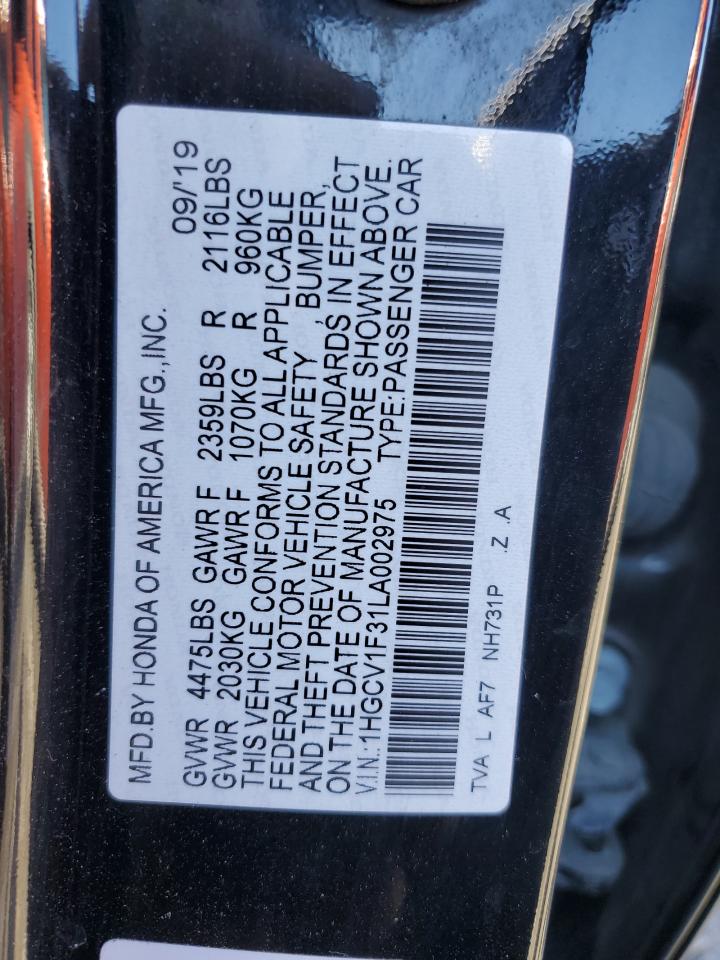 MFD.BY HONDA OF AMERICA MFG.,INC. 09/'19
GVWR 4475LBS GAWR F 2359LBS R 2116LBS
GVWR 2030KG GAWR F 1070KG R 960KG
THIS VEHICLE CONFORMS TO ALL APPLICABLE
FEDERAL MOTOR VEHICLE SAFETY , BUMPER,
AND THEFT PREVENTION STANDARDS, IN EFFECT
ON THE DATE OF MANUFACTURE SHOWN ABOVE.
V.I.N.:1HGCV1F31LA002975 TYPE:PASSENGER CAR
TVA L AF7 NH731P .Z .A